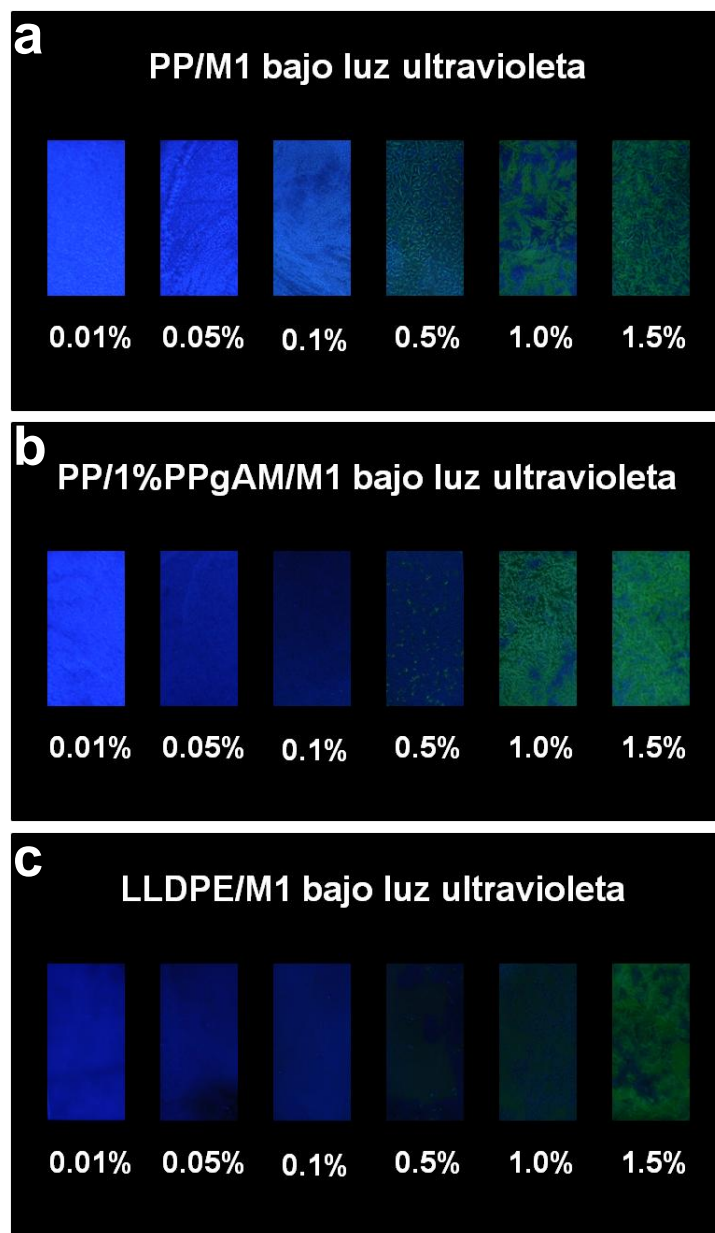 a
PP/M1 bajo luz ultravioleta
0.01% 0.05% 0.1% 0.5% 1.0% 1.5%
b
PP/1%PPgAM/M1 bajo luz ultravioleta
0.01% 0.05% 0.1% 0.5% 1.0% 1.5%
c
LLDPE/M1 bajo luz ultravioleta
0.01% 0.05% 0.1% 0.5% 1.0% 1.5%